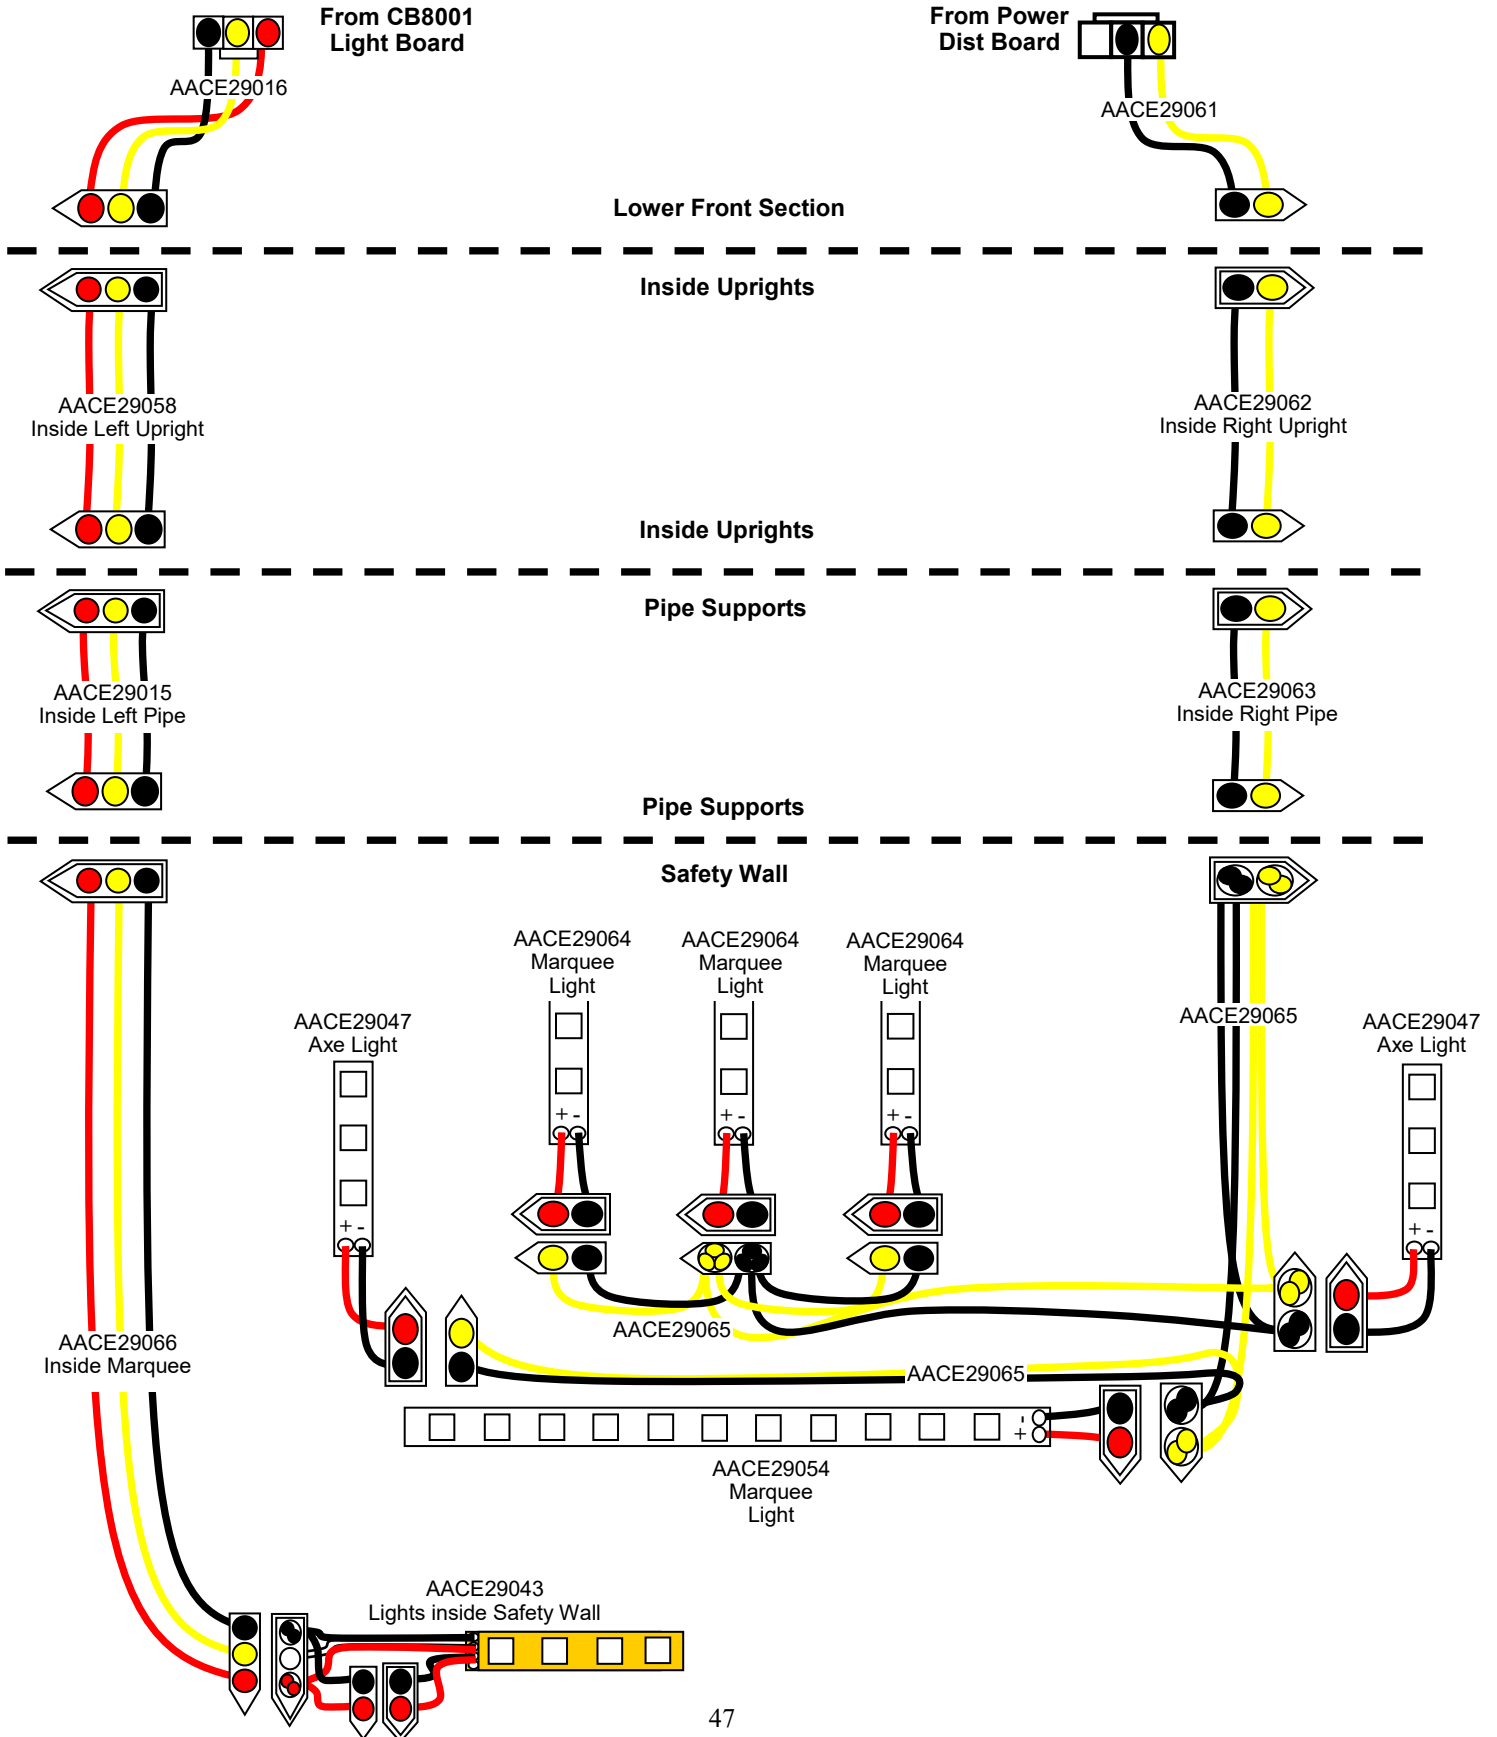 From CB8001
Light Board
From Power
Dist Board
AACE29016
AACE29061
Lower Front Section
Inside Uprights
AACE29058
Inside Left Upright
AACE29062
Inside Right Upright
Inside Uprights
Pipe Supports
AACE29015
Inside Left Pipe
AACE29063
Inside Right Pipe
Pipe Supports
Safety Wall
AACE29064
Marquee
Light
AACE29064
Marquee
Light
AACE29064
Marquee
Light
AACE29047
Axe Light
AACE29065
AACE29047
Axe Light
+ -
+ -
+ -
+ -
+ -
AACE29065
AACE29066
Inside Marquee
AACE29065
-
+
AACE29054
Marquee
Light
AACE29043
Lights inside Safety Wall
47